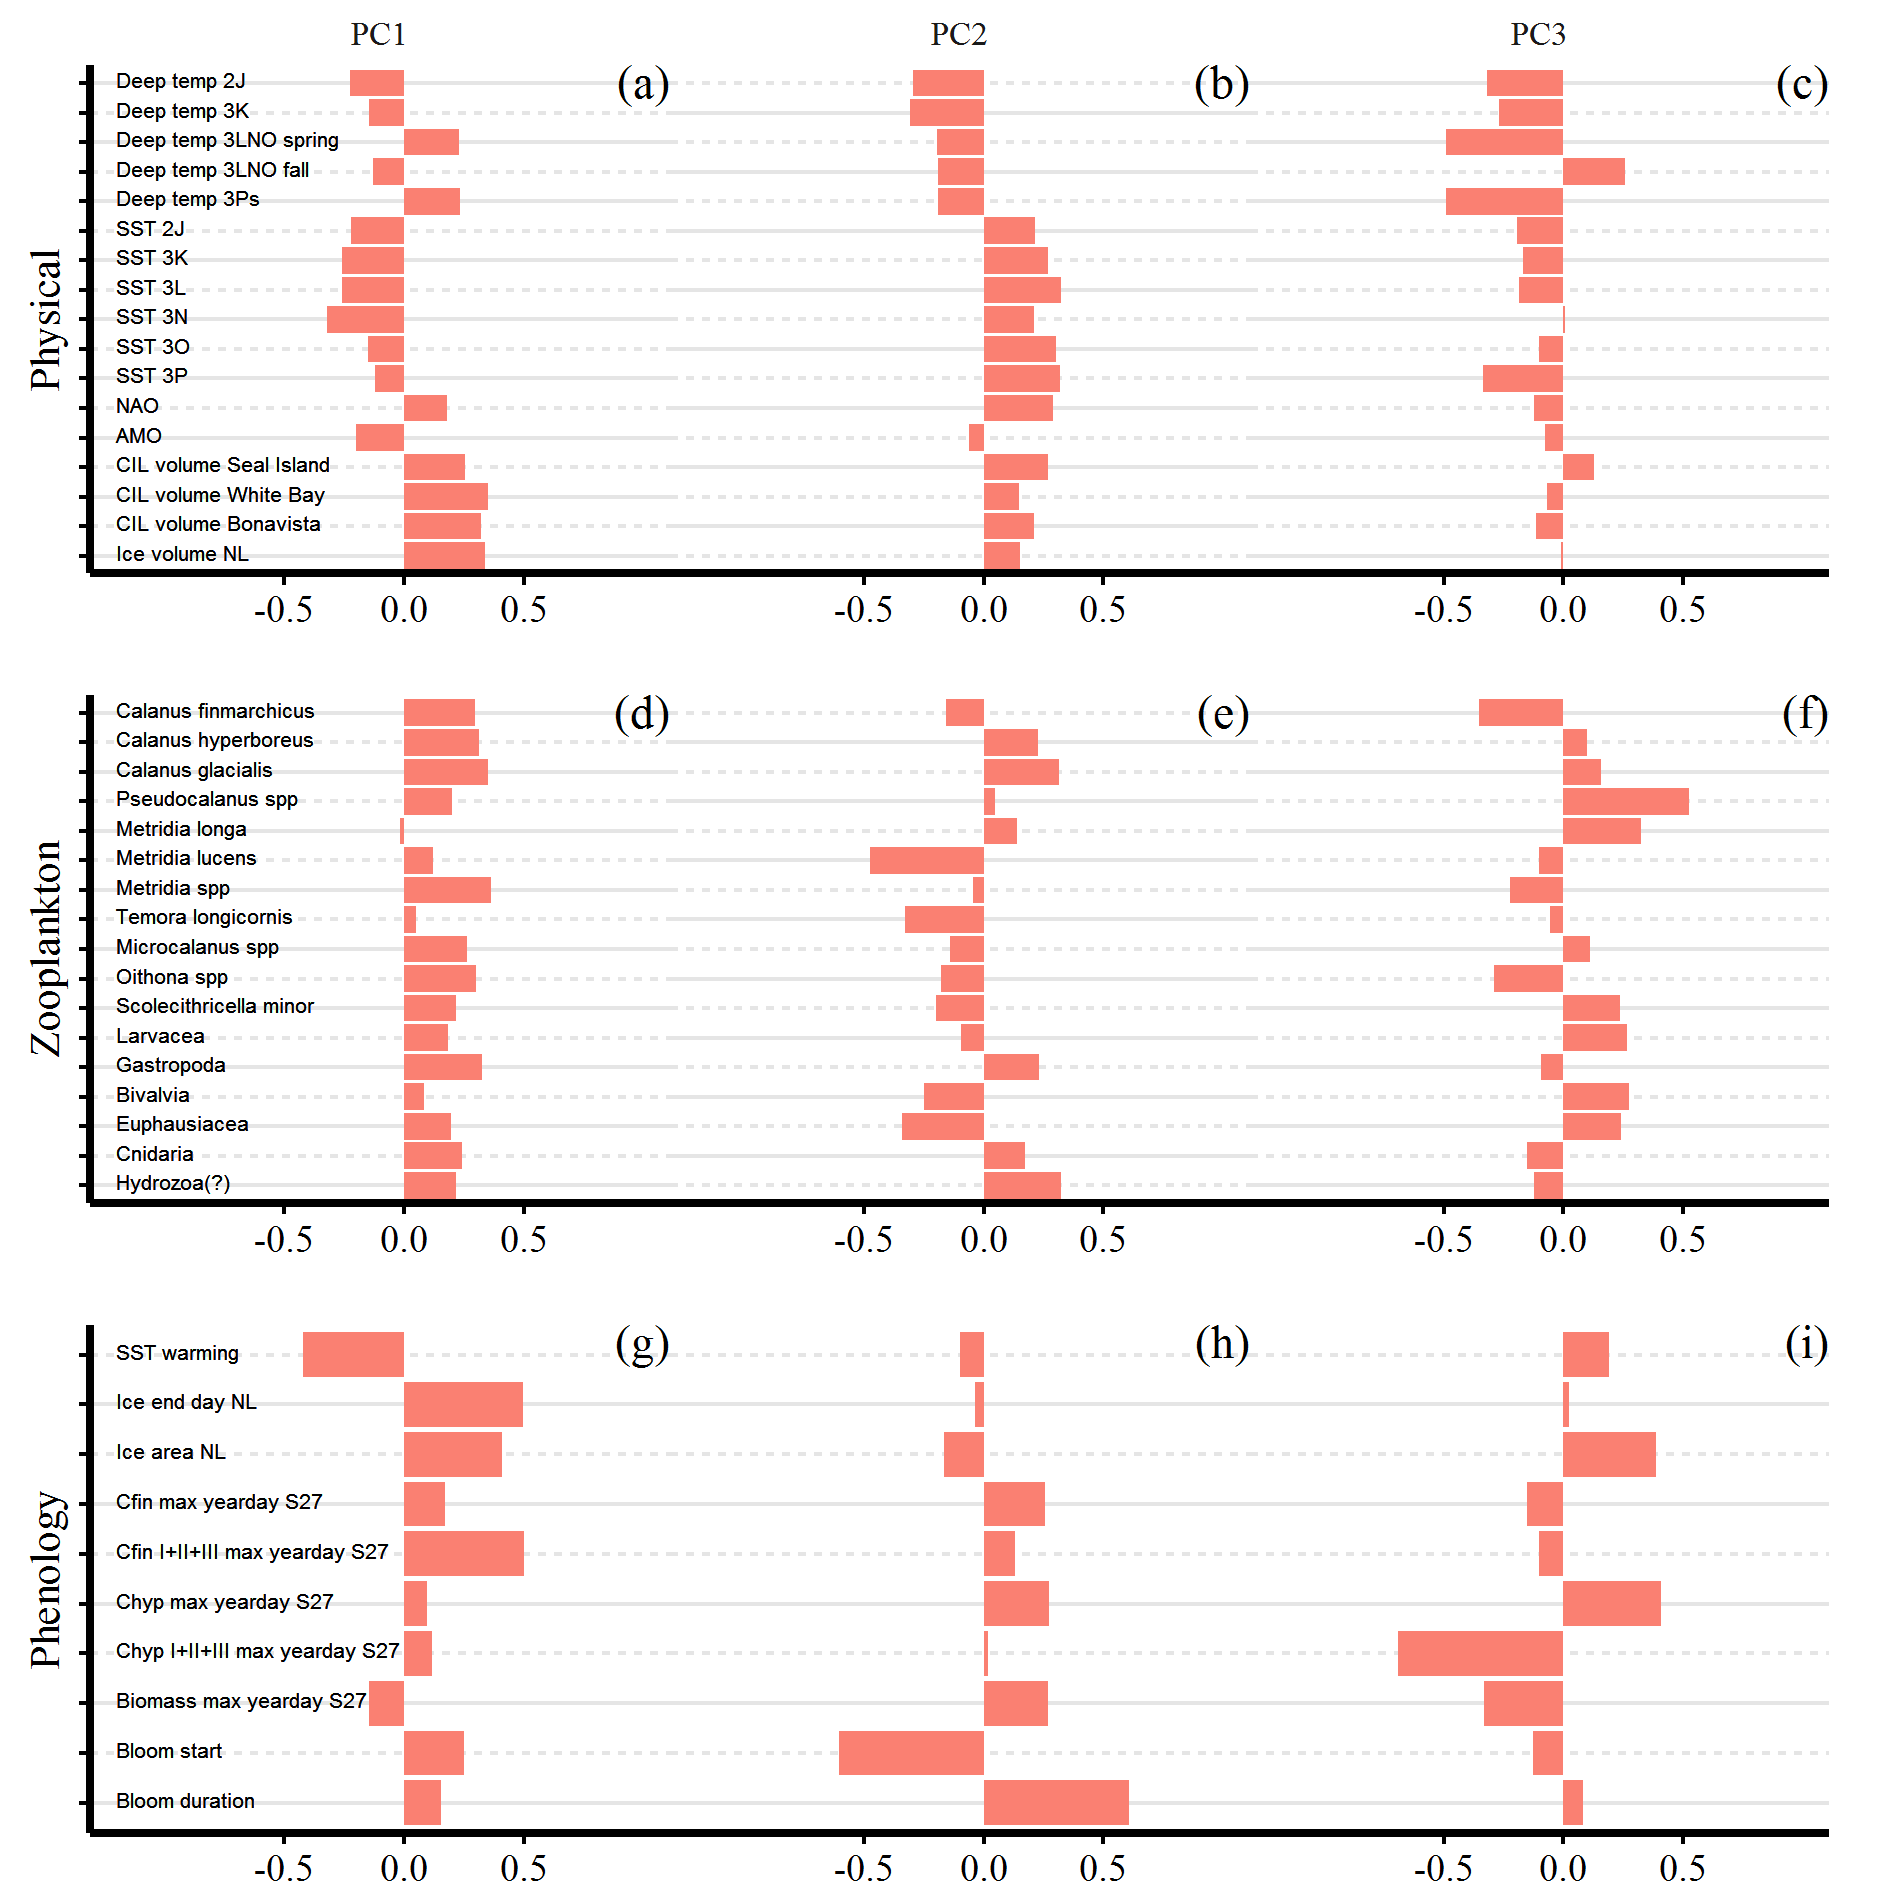 PC1 PC2 PC3
Physical
Deep temp 2J (a) (b) (c)
Deep temp 3K
Deep temp 3LNO spring
Deep temp 3LNO fall
Deep temp 3Ps
SST 2J
SST 3K
SST 3L
SST 3N
SST 3O
SST 3P
NAO
AMO
CIL volume Seal Island
CIL volume White Bay
CIL volume Bonavista
Ice volume NL
-0.5 0.0 0.5 -0.5 0.0 0.5 -0.5 0.0 0.5
Zooplankton
Calanus finmarchicus (d) (e) (f)
Calanus hyperboreus
Calanus glacialis
Pseudocalanus spp
Metridia longa
Metridia lucens
Metridia spp
Temora longicornis
Microcalanus spp
Oithona spp
Scolecithricella minor
Larvacea
Gastropoda
Bivalvia
Euphausiacea
Cnidaria
Hydrozoa(?)
-0.5 0.0 0.5 -0.5 0.0 0.5 -0.5 0.0 0.5
Phenology
SST warming (g) (h) (i)
Ice end day NL
Ice area NL
Cfin max yearday S27
Cfin I+II+III max yearday S27
Chyp max yearday S27
Chyp I+II+III max yearday S27
Biomass max yearday S27
Bloom start
Bloom duration
-0.5 0.0 0.5 -0.5 0.0 0.5 -0.5 0.0 0.5